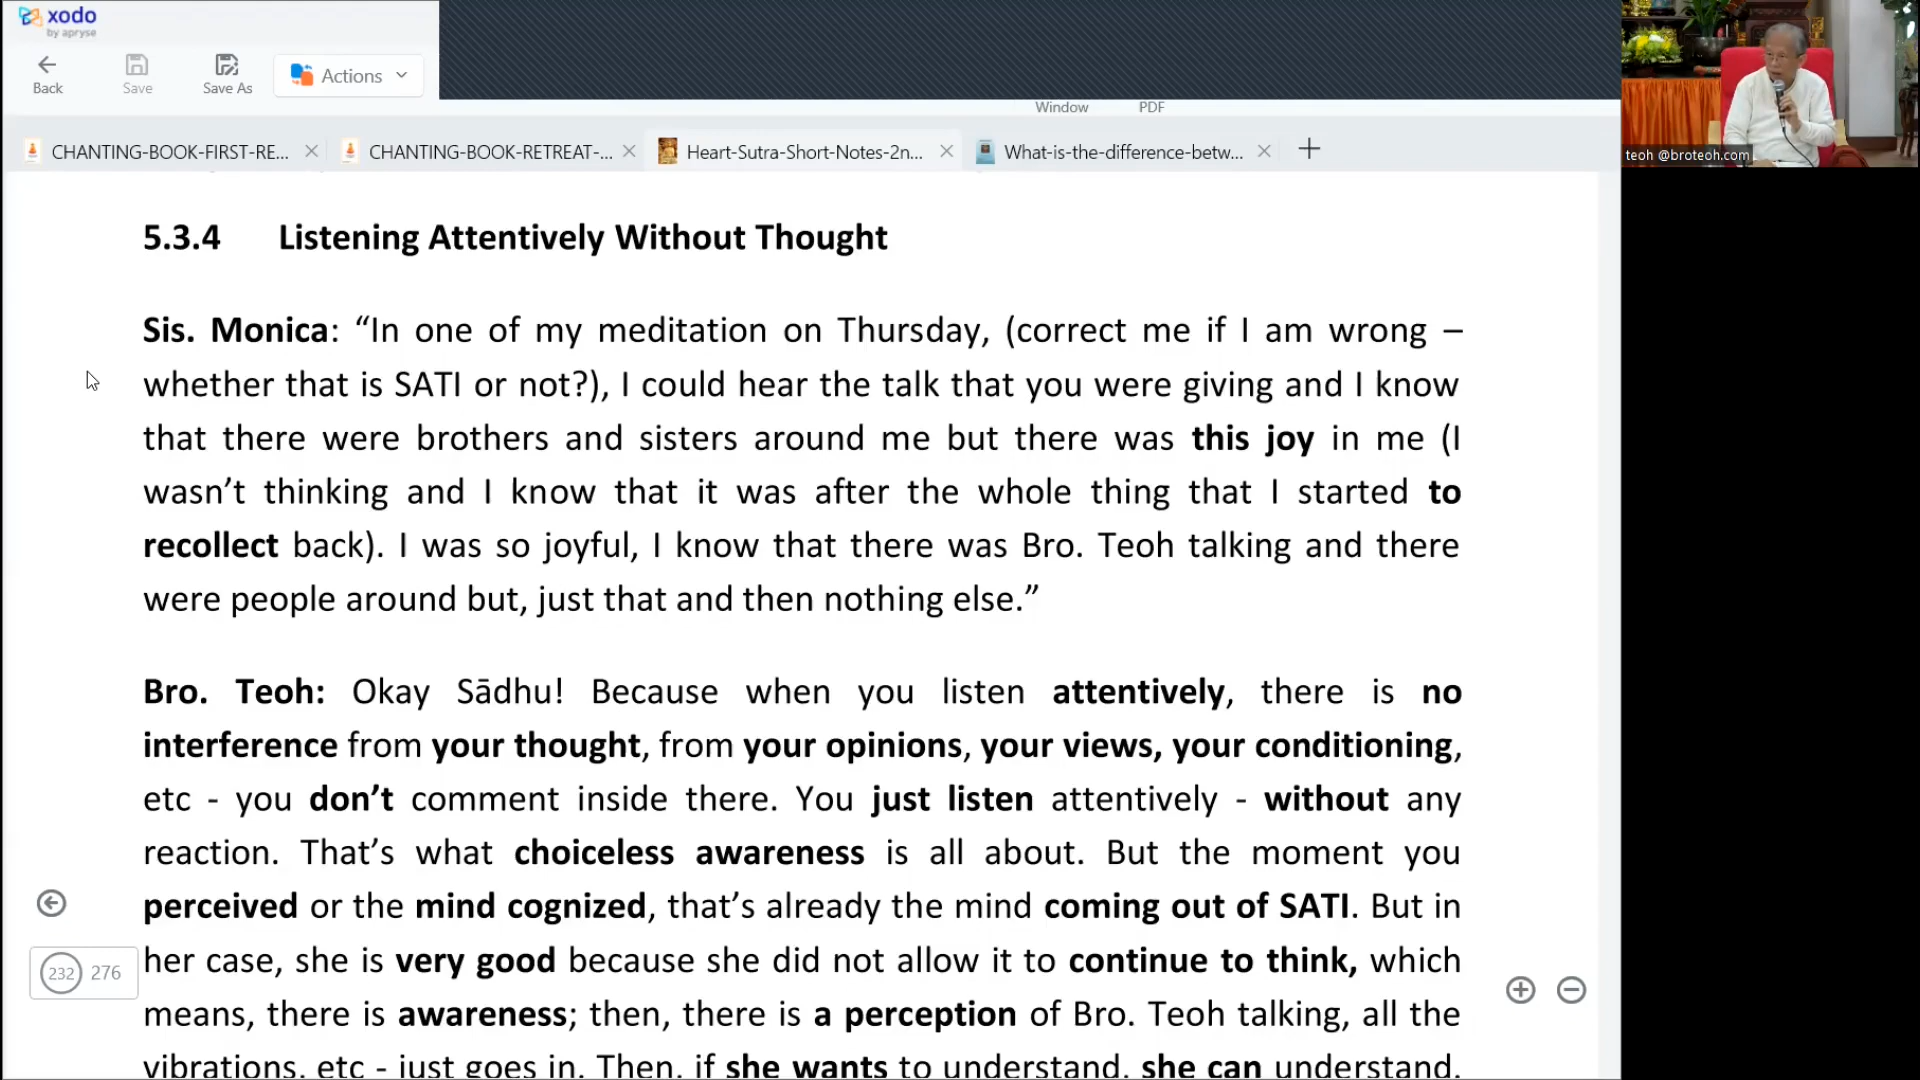 xodo
by apryse
Back
Save
Save As
Actions
Window
PDF
CHANTING-BOOK-FIRST-RE...
CHANTING-BOOK-RETREAT-...
Heart-Sutra-Short-Notes-2n...
What-is-the-difference-betw...
teoh @broteoh.com
5.3.4 Listening Attentively Without Thought
Sis. Monica: “In one of my meditation on Thursday, (correct me if I am wrong –
whether that is SATI or not?), I could hear the talk that you were giving and I know
that there were brothers and sisters around me but there was this joy in me (I
wasn’t thinking and I know that it was after the whole thing that I started to
recollect back). I was so joyful, I know that there was Bro. Teoh talking and there
were people around but, just that and then nothing else.”
Bro. Teoh: Okay Sādhu! Because when you listen attentively, there is no
interference from your thought, from your opinions, your views, your conditioning,
etc - you don’t comment inside there. You just listen attentively - without any
reaction. That’s what choiceless awareness is all about. But the moment you
perceived or the mind cognized, that’s already the mind coming out of SATI. But in
her case, she is very good because she did not allow it to continue to think, which
means, there is awareness; then, there is a perception of Bro. Teoh talking, all the
vibrations, etc - just goes in. Then, if she wants to understand, she can understand.
232 276